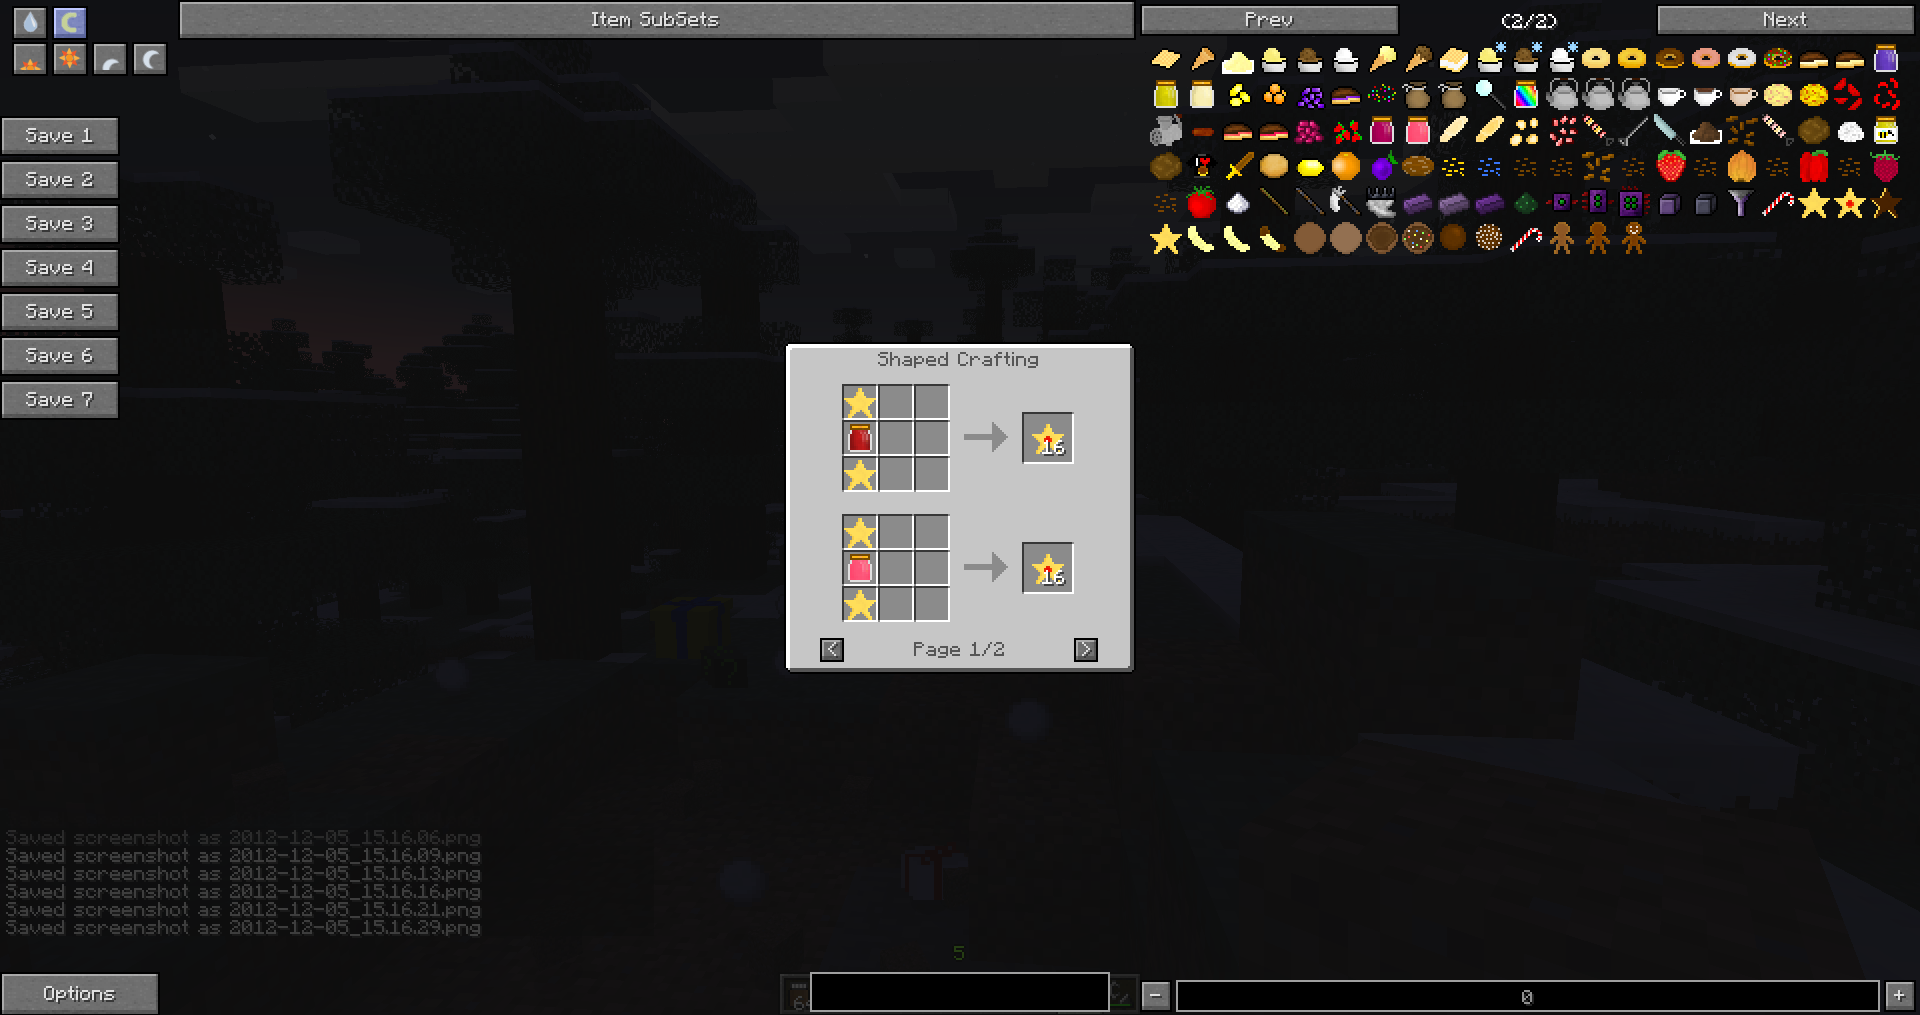 Item SubSets
Prev
(2/2)
Next
Save 1
Save 2
Save 3
Save 4
Save 5
Save 6
Save 7
Shaped Crafting
16
16
Page 1/2
Saved screenshot as 2012-12-05_15.16.06.png
Saved screenshot as 2012-12-05_15.16.09.png
Saved screenshot as 2012-12-05_15.16.13.png
Saved screenshot as 2012-12-05_15.16.16.png
Saved screenshot as 2012-12-05_15.16.21.png
Saved screenshot as 2012-12-05_15.16.29.png
5
Options
-
0
+